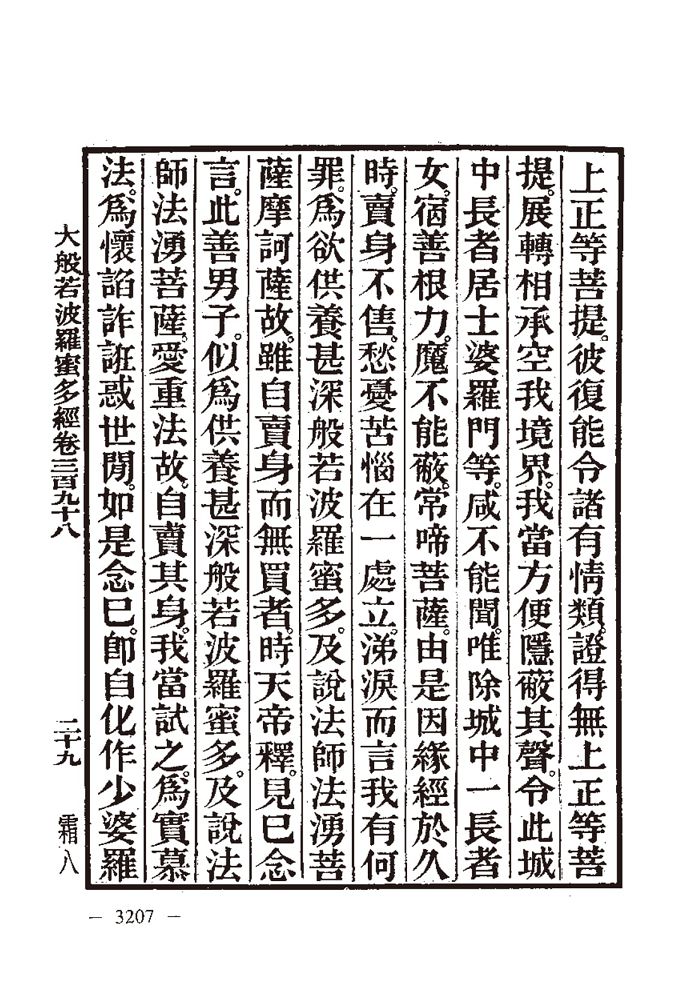 上正等菩提。彼復能令諸有情類。證得無上正等菩
提。展轉相承空我境界。我當方便隱蔽其聲。令此城
中長者居士婆羅門等。咸不能聞。唯除城中一長者
女。宿善根力。魔不能蔽。常啼菩薩。由是因緣經於久
時。賣身不售。愁憂苦惱在一處立。涕淚而言我有何
罪。爲欲供養甚深般若波羅蜜多。及說法師法湧菩
薩摩訶薩故。雖自賣身而無買者。時天帝釋。見已念
言。此善男子。似爲供養甚深般若波羅蜜多。及說法
師法湧菩薩。愛重法故。自賣其身。我當試之。爲實慕
法。爲懷諂詐誑惑世閒。如是念已。卽自化作少婆羅
大般若波羅蜜多經卷三百九十八
二十九
霜八
— 3207 —